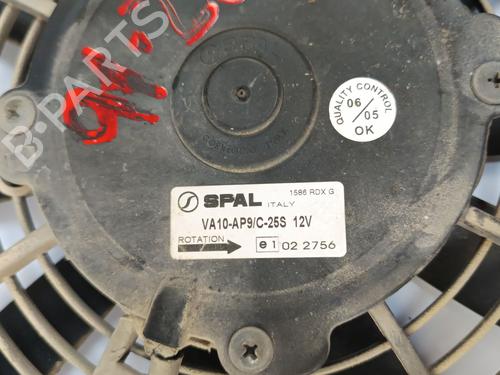 B-PARTS
QUALITY CONTROL
06/05
OK
SPAL
ITALY
1586 RDX G
VA10-AP9/C-25S 12V
ROTATION
e1 02 2756